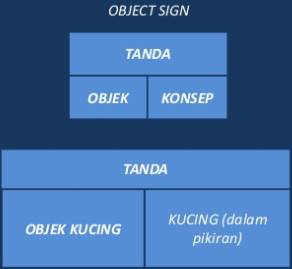 OBJECT SIGN
TANDA
OBJEK KONSEP
TANDA
OBJEK KUCING
KUCING (dalam
pikiran)